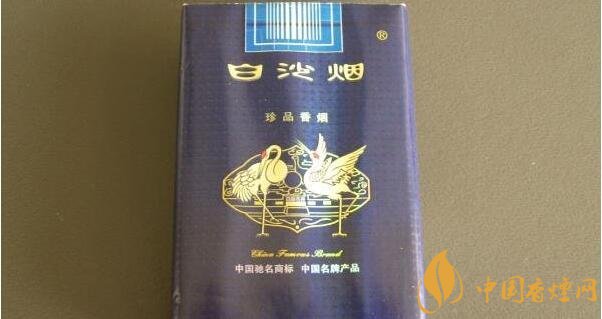 ®
白沙烟
珍品香烟
China Famous Brand
中国驰名商标 中国名牌产品
中国香烟网